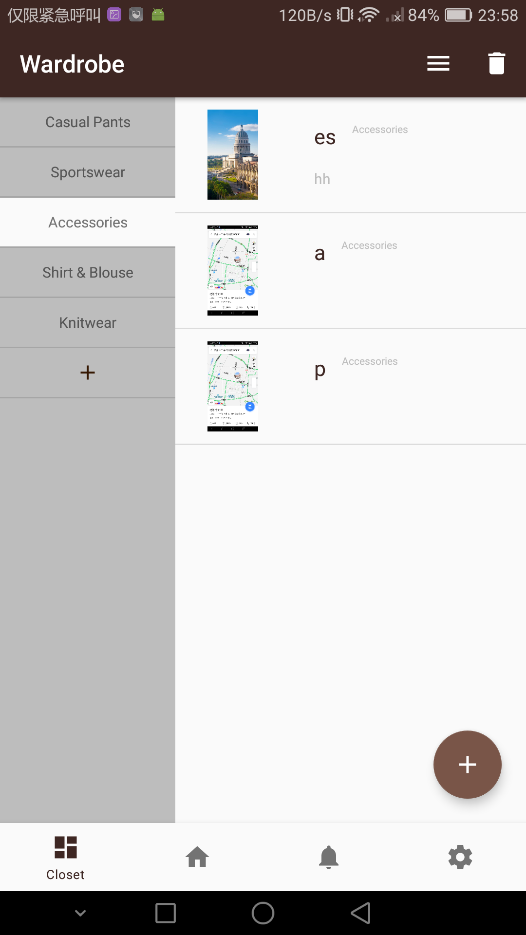 仅限紧急呼叫 120B/s 84% 23:58
Wardrobe
Casual Pants
Sportswear
Accessories
Shirt & Blouse
Knitwear
+
es Accessories
hh
a Accessories
p Accessories
+
Closet